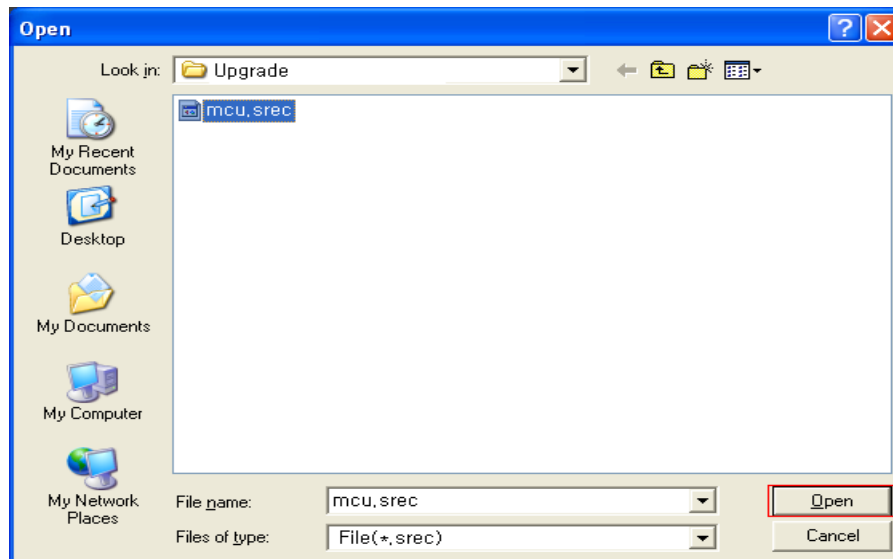 Open
Look in: Upgrade
mcu.srec
My Recent
Documents
Desktop
My Documents
My Computer
My Network
Places
File name: mcu.srec Open
Files of type: File(*.srec) Cancel